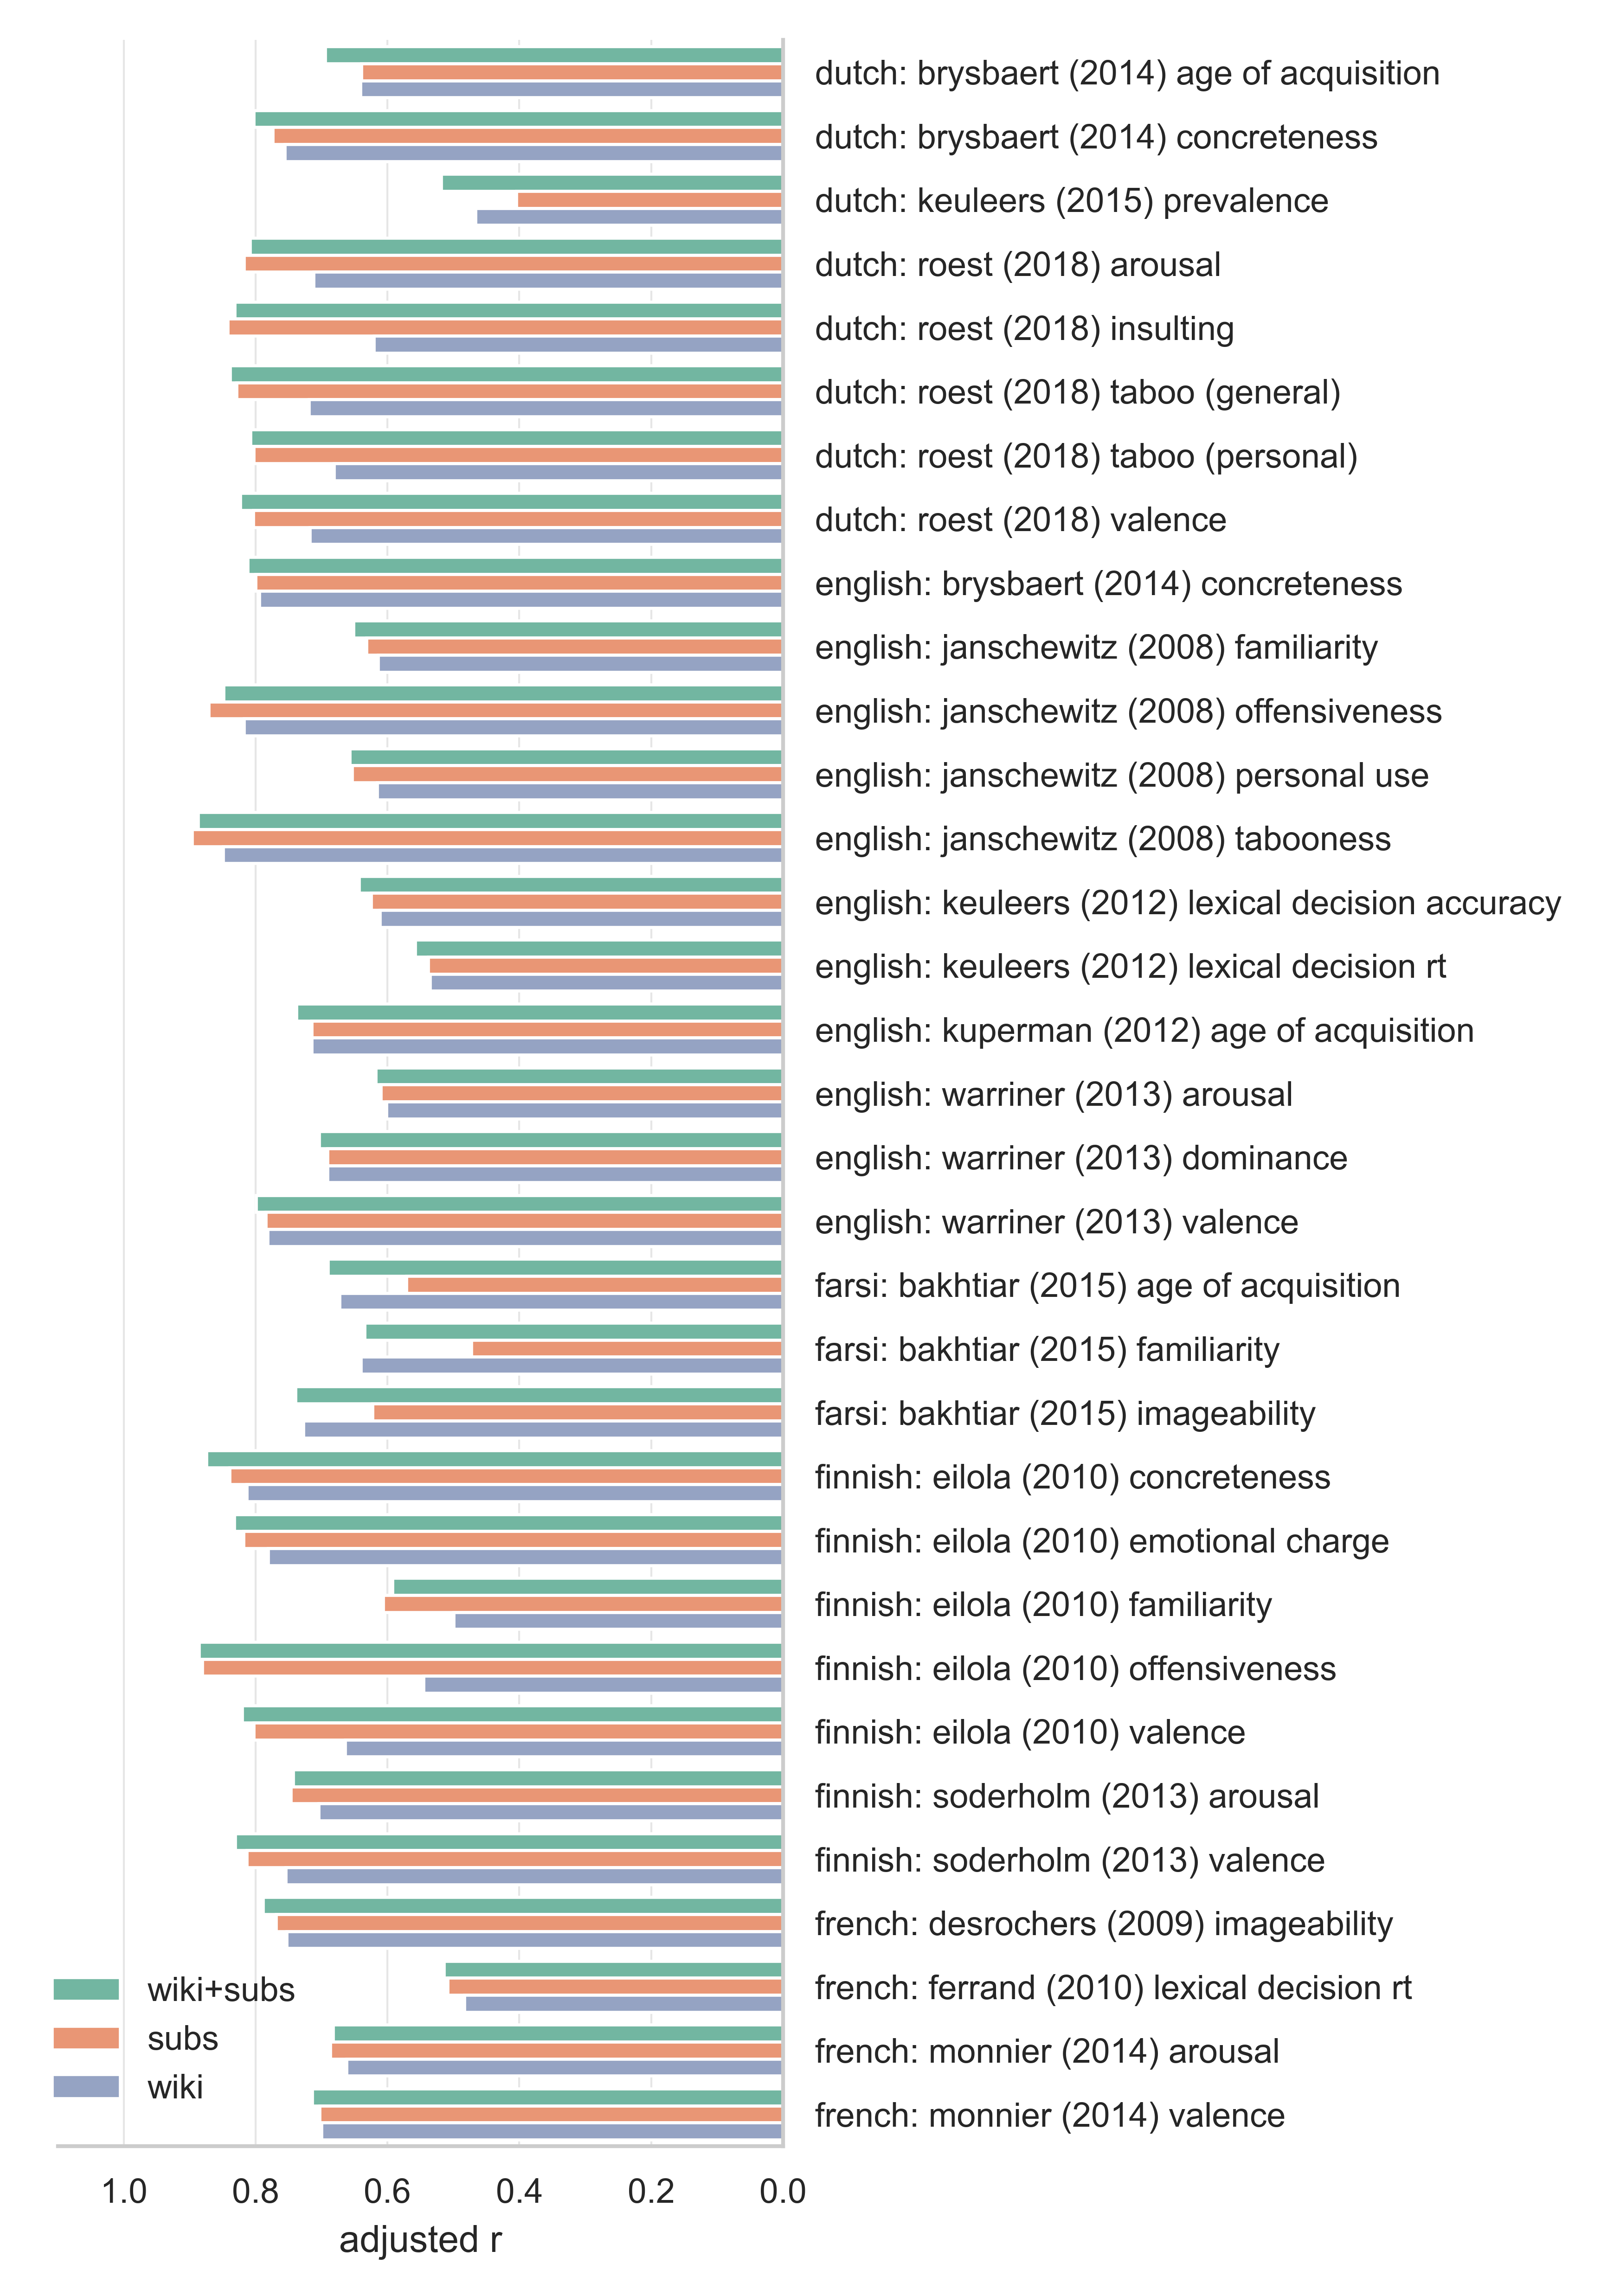 dutch: brysbaert (2014) age of acquisition
dutch: brysbaert (2014) concreteness
dutch: keuleers (2015) prevalence
dutch: roest (2018) arousal
dutch: roest (2018) insulting
dutch: roest (2018) taboo (general)
dutch: roest (2018) taboo (personal)
dutch: roest (2018) valence
english: brysbaert (2014) concreteness
english: janschewitz (2008) familiarity
english: janschewitz (2008) offensiveness
english: janschewitz (2008) personal use
english: janschewitz (2008) tabooness
english: keuleers (2012) lexical decision accuracy
english: keuleers (2012) lexical decision rt
english: kuperman (2012) age of acquisition
english: warriner (2013) arousal
english: warriner (2013) dominance
english: warriner (2013) valence
farsi: bakhtiar (2015) age of acquisition
farsi: bakhtiar (2015) familiarity
farsi: bakhtiar (2015) imageability
finnish: eilola (2010) concreteness
finnish: eilola (2010) emotional charge
finnish: eilola (2010) familiarity
finnish: eilola (2010) offensiveness
finnish: eilola (2010) valence
finnish: soderholm (2013) arousal
finnish: soderholm (2013) valence
french: desrochers (2009) imageability
french: ferrand (2010) lexical decision rt
french: monnier (2014) arousal
french: monnier (2014) valence
wiki+subs
subs
wiki
1.0 0.8 0.6 0.4 0.2 0.0
adjusted r